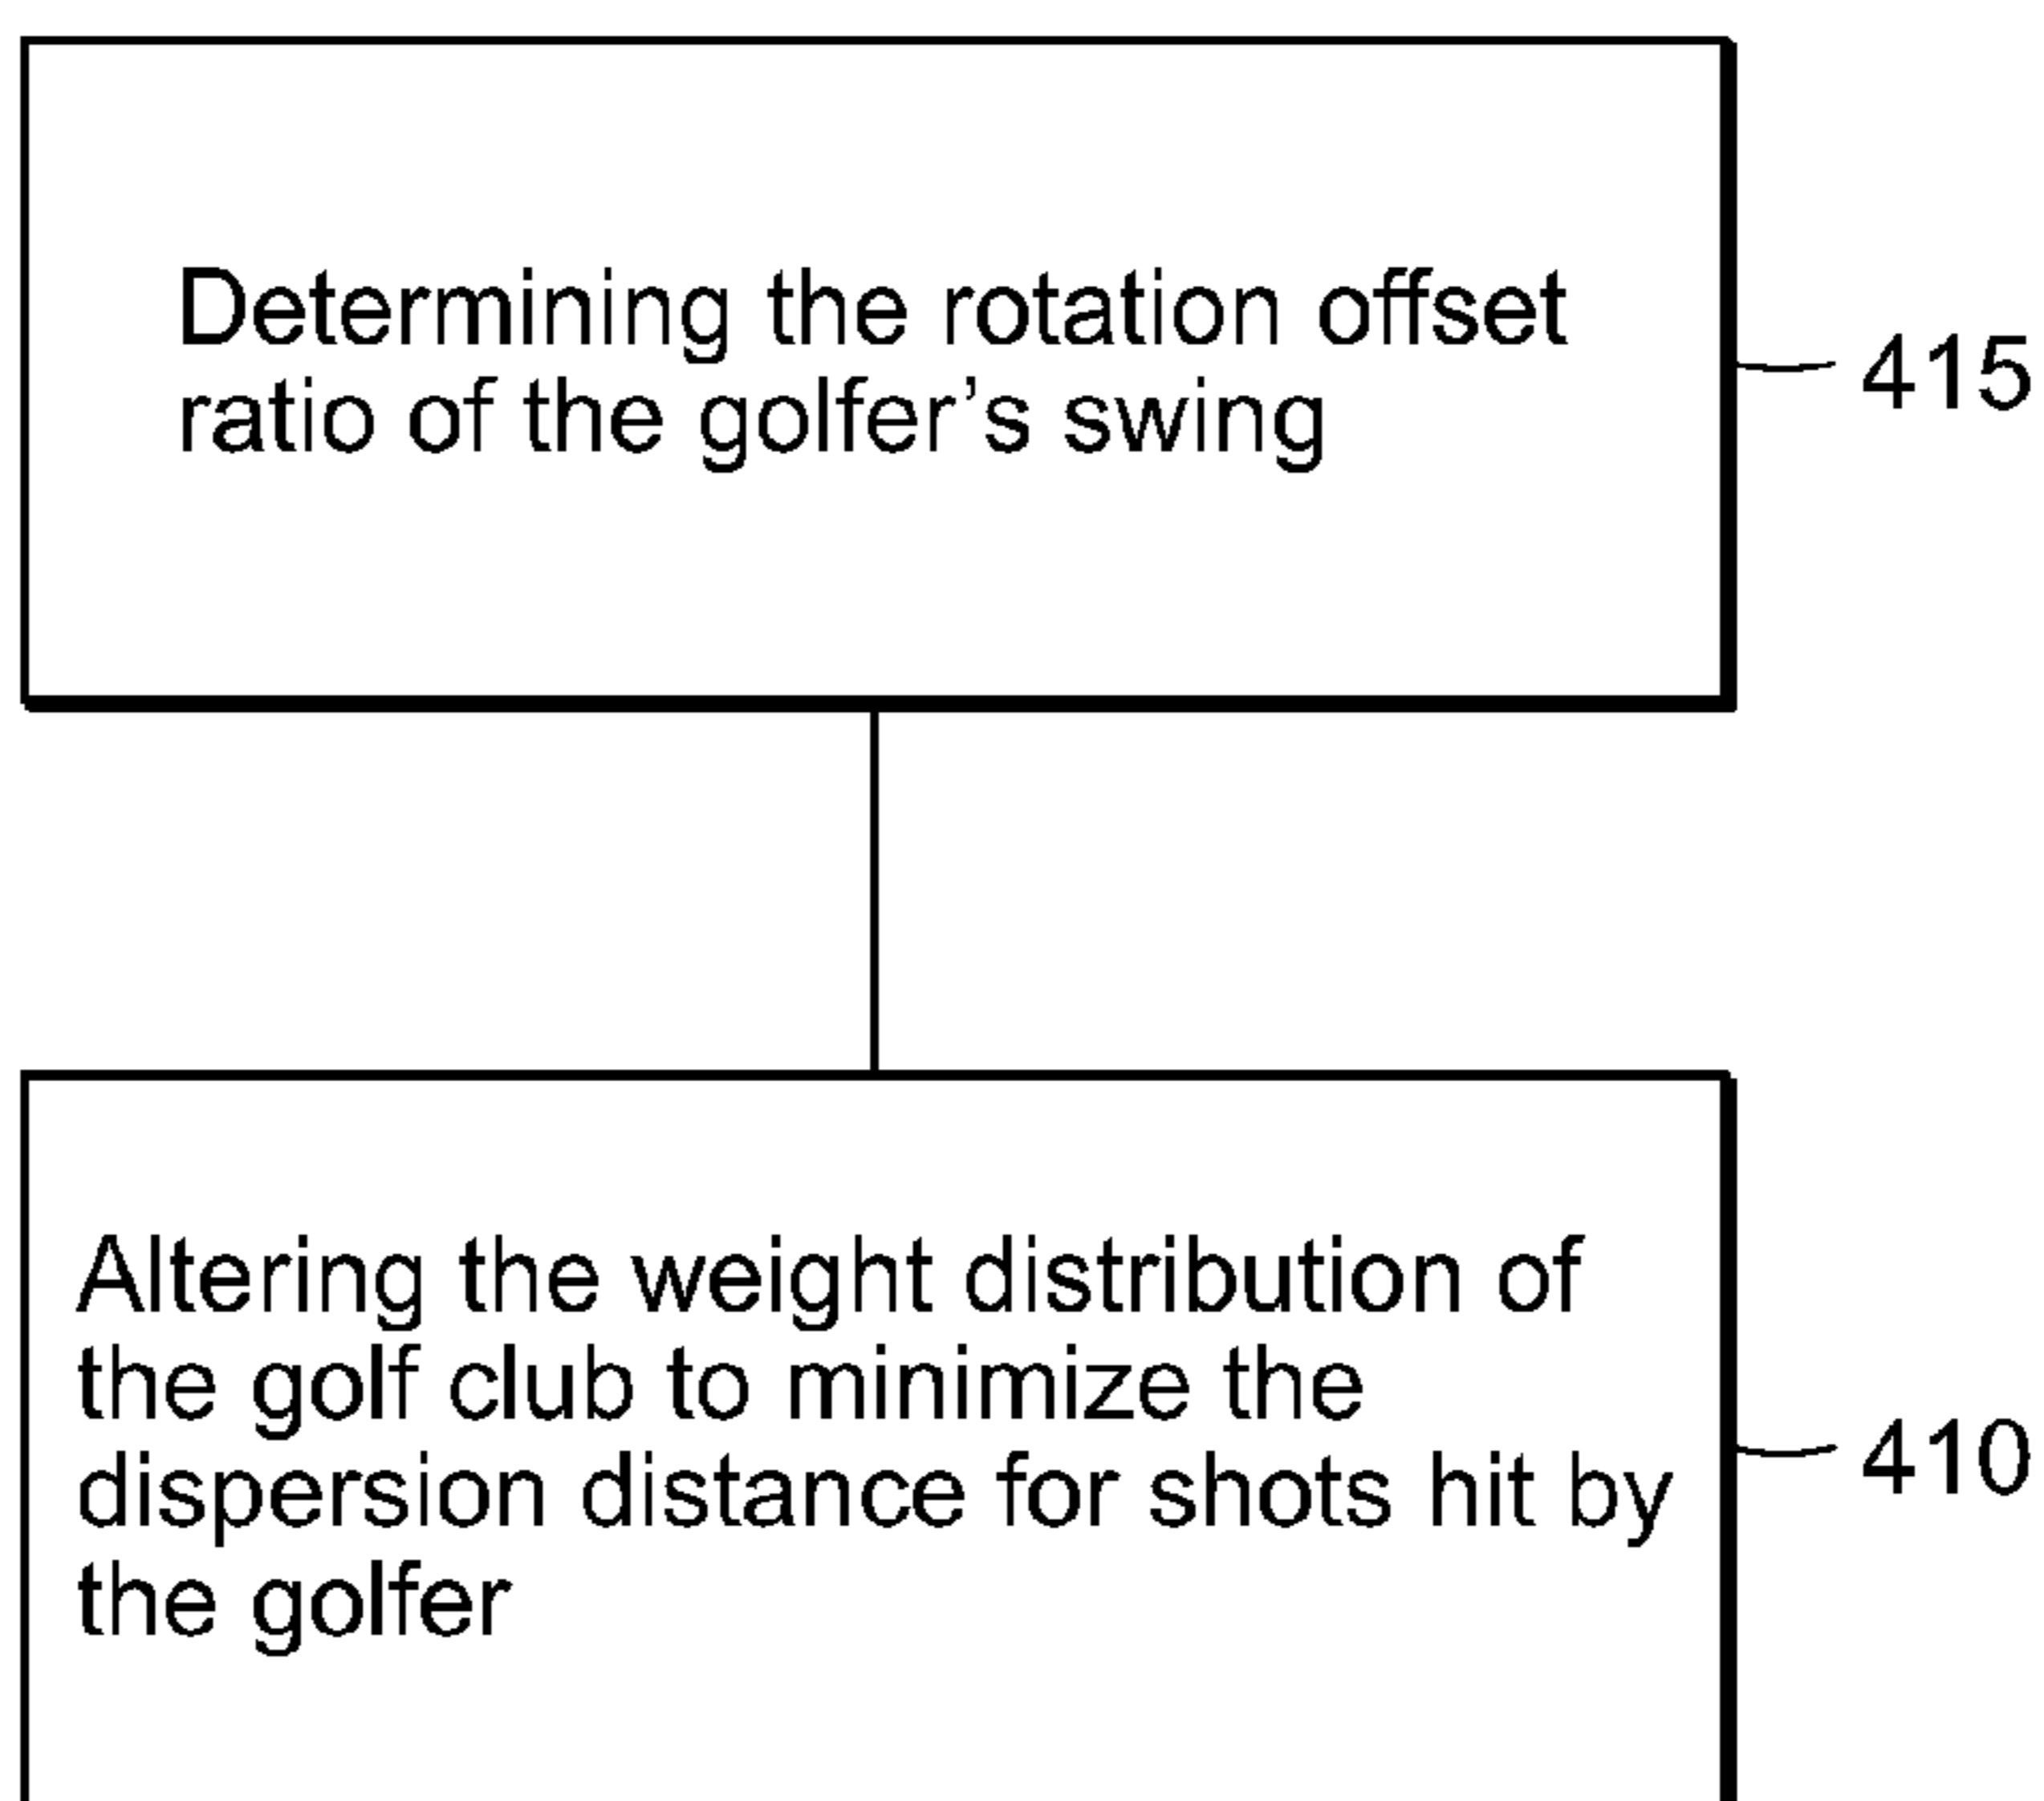 Determining the rotation offset
ratio of the golfer’s swing
415
Altering the weight distribution of
the golf club to minimize the
dispersion distance for shots hit by
the golfer
410